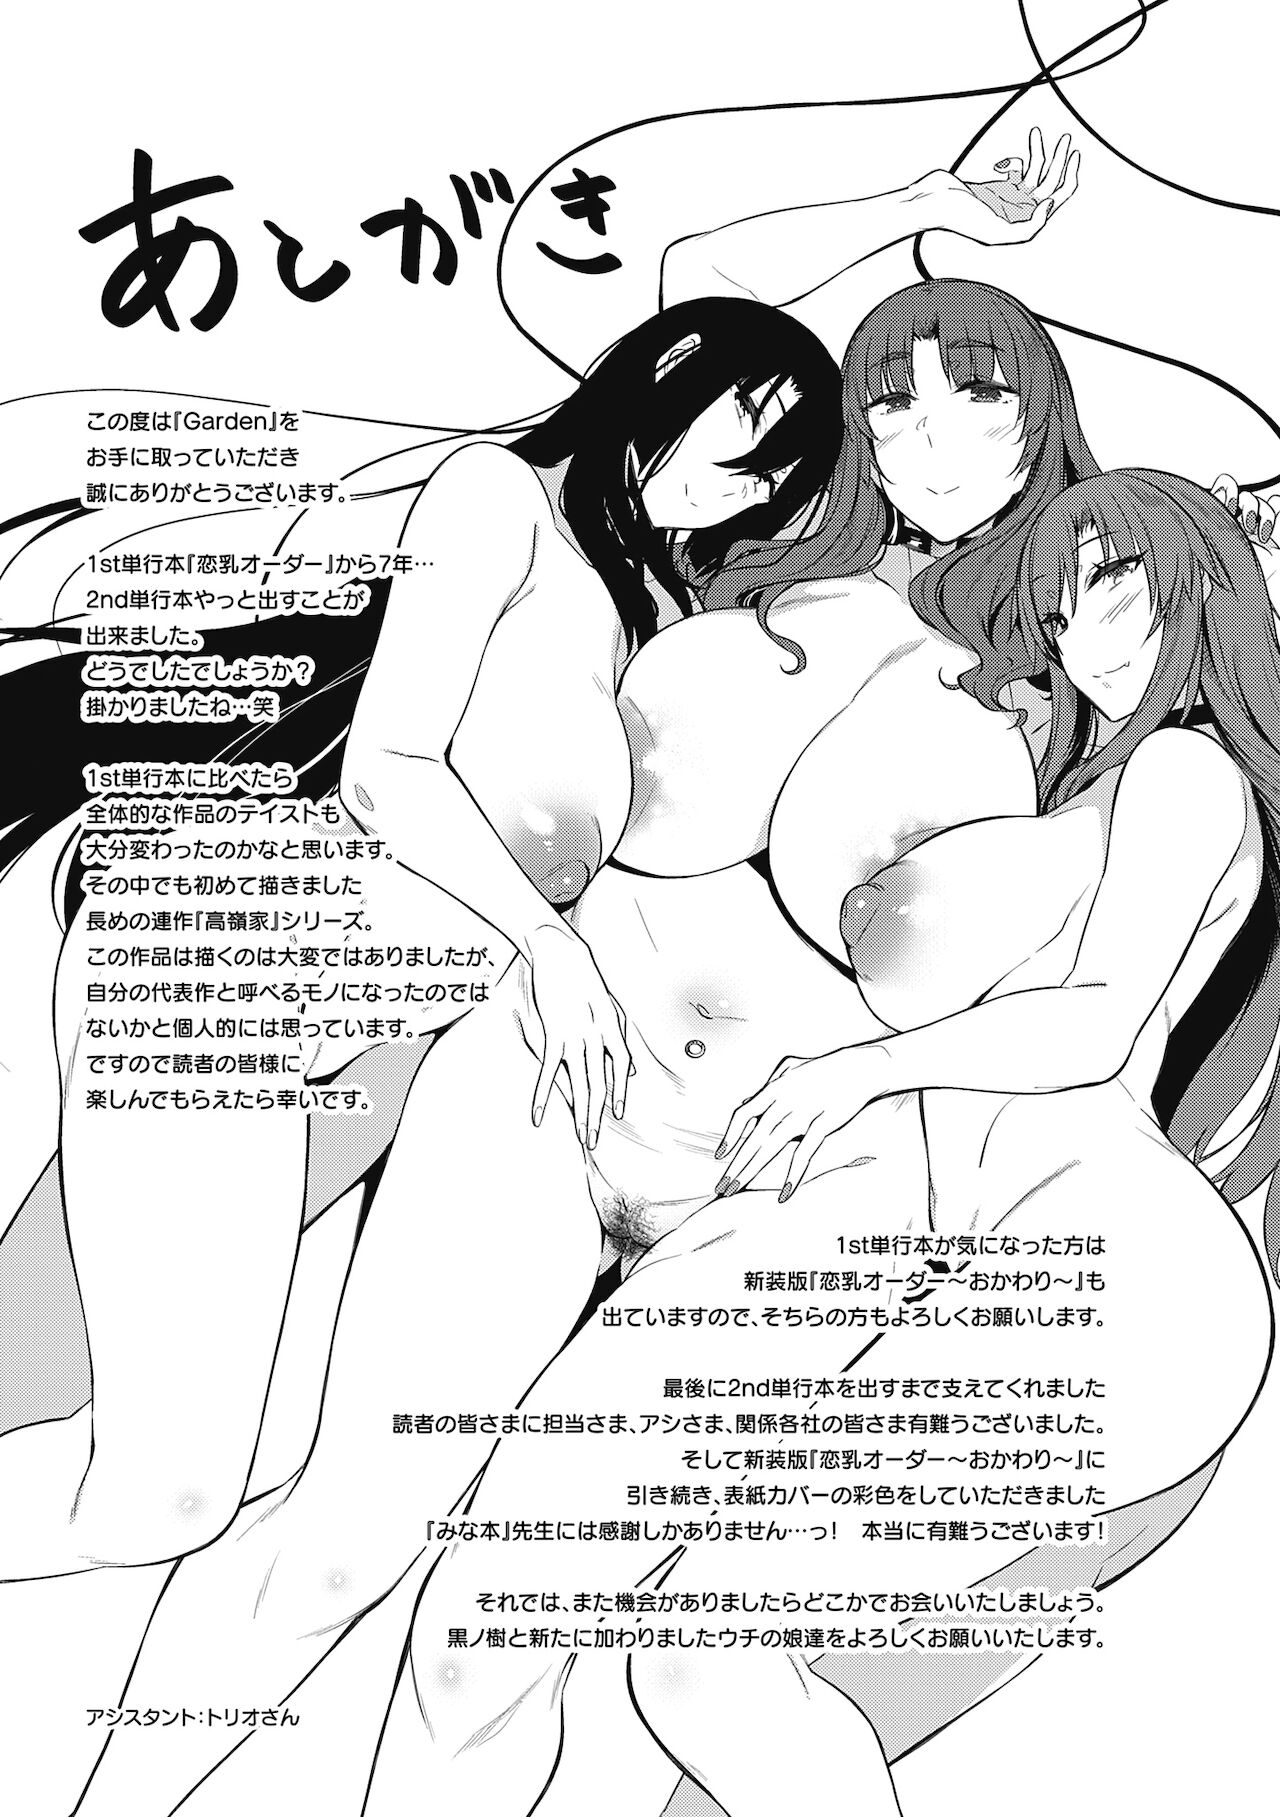 あとがき
この度は『Garden』を
お手に取っていただき
誠にありがとうございます。
1st単行本『恋乳オーダー』から7年…
2nd単行本やっと出すことが
出来ました。
どうでしたでしょうか？
掛かりましたね…笑
1st単行本に比べたら
全体的な作品のテイストも
大分変わったのかなと思います。
その中でも初めて描きました
長めの連作『高嶺家』シリーズ。
この作品は描くのは大変ではありましたが、
自分の代表作と呼べるモノになったのでは
ないかと個人的には思っています。
ですので読者の皆様に
楽しんでもらえたら幸いです。
1st単行本が気になった方は
新装版『恋乳オーダー～おかわり～』も
出ていますので、そちらの方もよろしくお願いします。
最後に2nd単行本を出すまで支えてくれました
読者の皆さまに担当さま、アシさま、関係各社の皆さま有難うございました。
そして新装版『恋乳オーダー～おかわり～』に
引き続き、表紙カバーの彩色をしていただきました
『みな本』先生には感謝しかありません…っ！　本当に有難うございます！
それでは、また機会がありましたらどこかでお会いいたしましょう。
黒ノ樹と新たに加わりましたウチの娘達をよろしくお願いいたします。
アシスタント：トリオさん